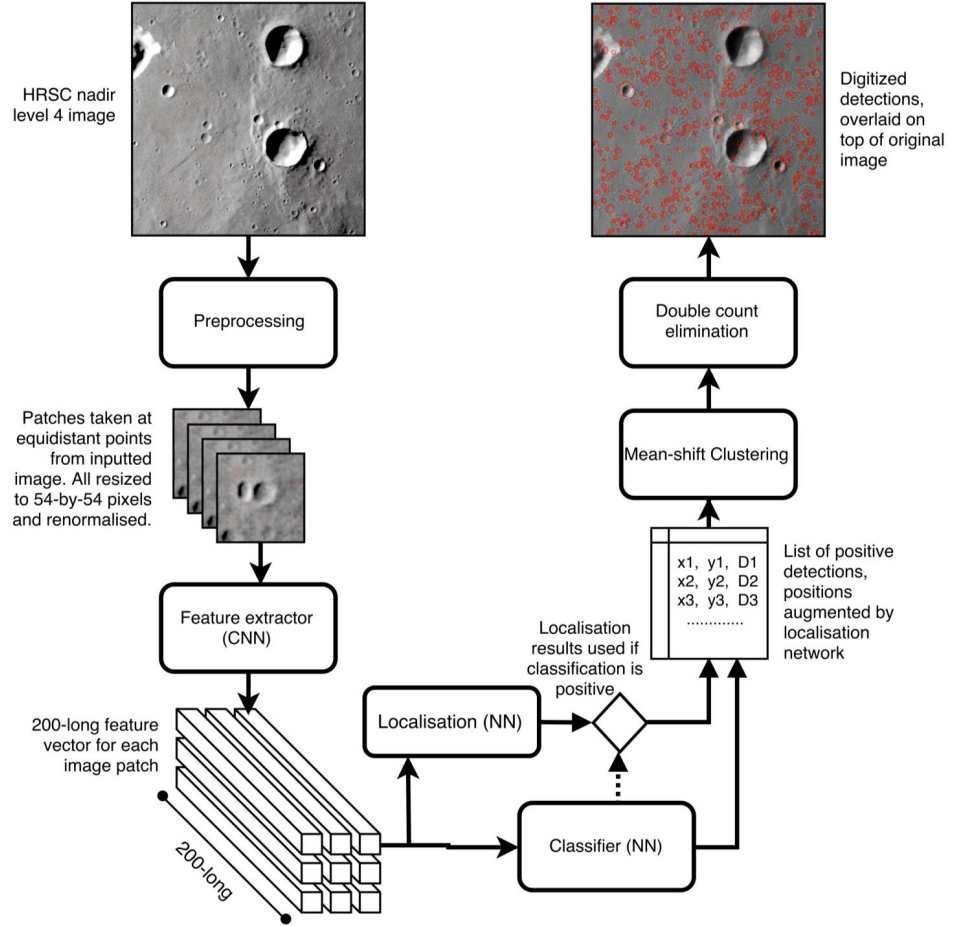 HRSC nadir
level 4 image
Preprocessing
Patches taken at
equidistant points
from inputted
image. All resized
to 54-by-54 pixels
and renormalised.
Feature extractor
(CNN)
200-long feature
vector for each
image patch
200-long
Localisation (NN)
Classifier (NN)
Localisation
results used if
classification is
positive
x1, y1, D1
x2, y2, D2
x3, y3, D3
.............
List of positive
detections,
positions
augmented by
localisation
network
Mean-shift Clustering
Double count
elimination
Digitized
detections,
overlaid on
top of original
image